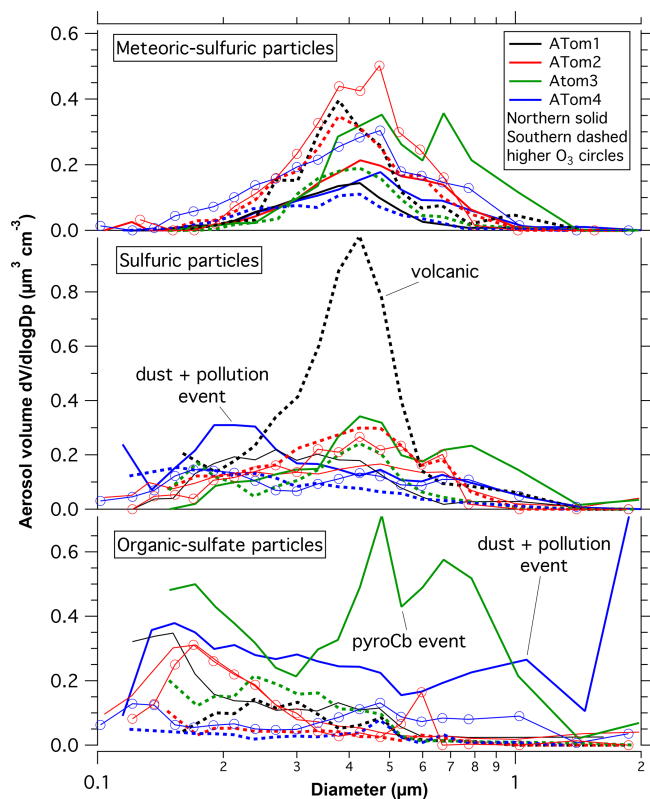 0.6
Meteoric-sulfuric particles
0.4
0.2
0.0
ATom1
ATom2
Atom3
ATom4
Northern solid
Southern dashed
higher O3 circles
Aerosol volume dV/dlogDp (µm³ cm⁻³)
Sulfuric particles
volcanic
0.8
0.6
dust + pollution
event
0.4
0.2
0.0
Organic-sulfate particles
dust + pollution
event
0.6
0.4
pyroCb event
0.2
0.0
0.1
2
3
4
5
6
7
8
9
1
2
Diameter (µm)